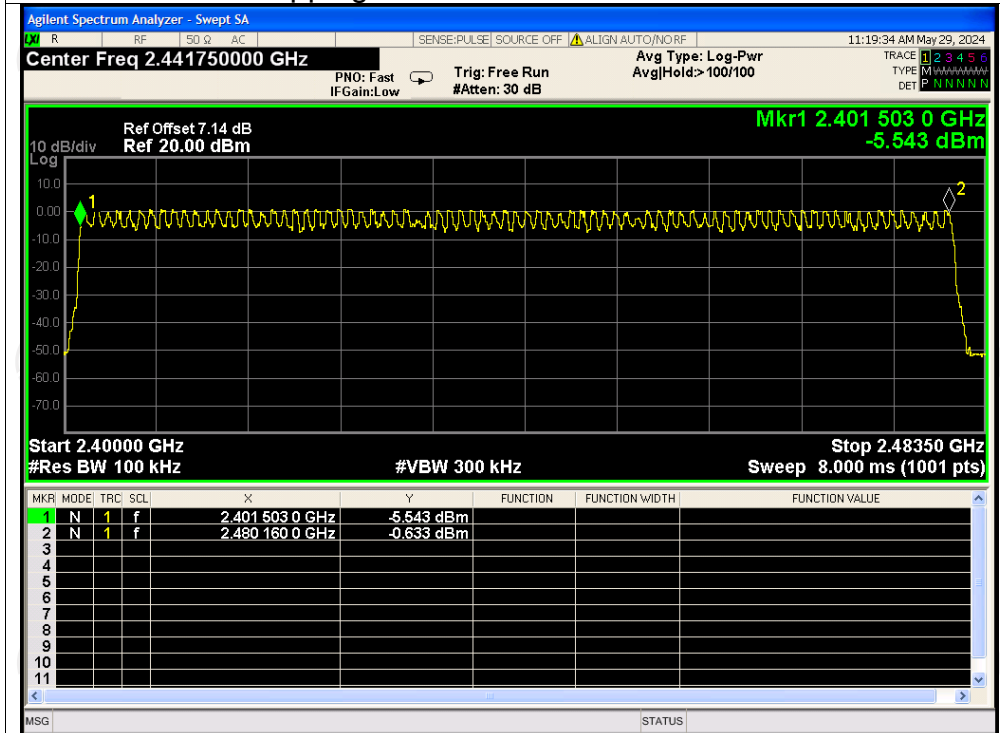 Agilent Spectrum Analyzer - Swept SA
LXI R RF 50 Ω AC SENSE:PULSE SOURCE OFF ALIGN AUTO/NO RF 11:19:34 AM May 29, 2024
Center Freq 2.441750000 GHz
PNO: Fast
IFGain:Low
Trig: Free Run
#Atten: 30 dB
Avg Type: Log-Pwr
Avg|Hold:>100/100
TRACE 1 2 3 4 5 6
TYPE M
DET P N N N N N
Mkr1 2.401 503 0 GHz
-5.543 dBm
Ref Offset 7.14 dB
10 dB/div Ref 20.00 dBm
Log
10.0
0.00
-10.0
-20.0
-30.0
-40.0
-50.0
-60.0
-70.0
1
2
Start 2.40000 GHz Stop 2.48350 GHz
#Res BW 100 kHz #VBW 300 kHz Sweep 8.000 ms (1001 pts)
MKR MODE TRC SCL X Y FUNCTION FUNCTION WIDTH FUNCTION VALUE
1 N 1 f 2.401 503 0 GHz -5.543 dBm
2 N 1 f 2.480 160 0 GHz -0.633 dBm
3
4
5
6
7
8
9
10
11
MSG STATUS